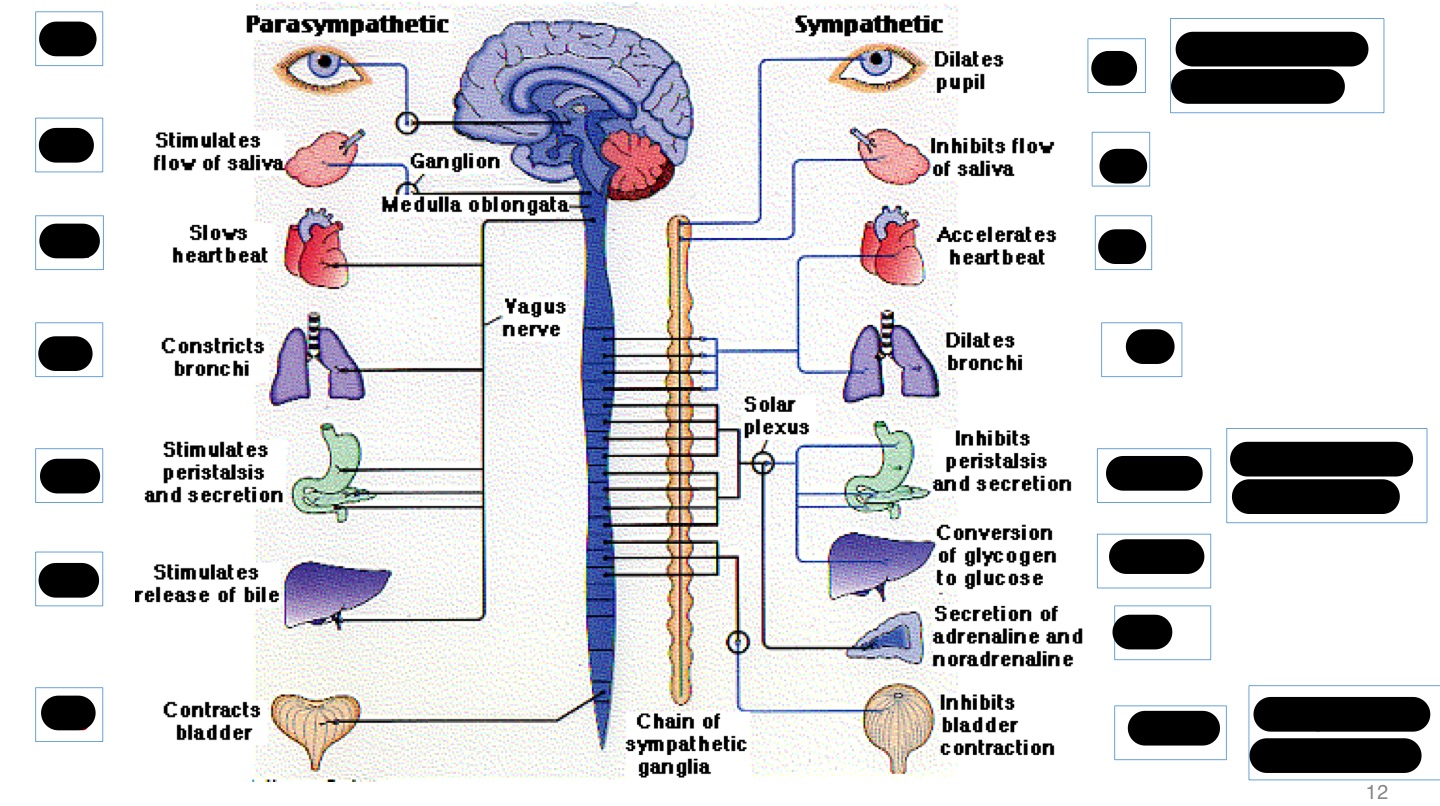 Parasympathetic
Sympathetic
Dilates
pupil
Stimulates
flow of saliva
Ganglion
Medulla oblongata
Inhibits flow
of saliva
Slows
heartbeat
Accelerates
heartbeat
Vagus
nerve
Constricts
bronchi
Dilates
bronchi
Solar
plexus
Stimulates
peristalsis
and secretion
Inhibits
peristalsis
and secretion
Stimulates
release of bile
Conversion
of glycogen
to glucose
Secretion of
adrenaline and
noradrenaline
Contracts
bladder
Chain of
sympathetic
ganglia
Inhibits
bladder
contraction
12